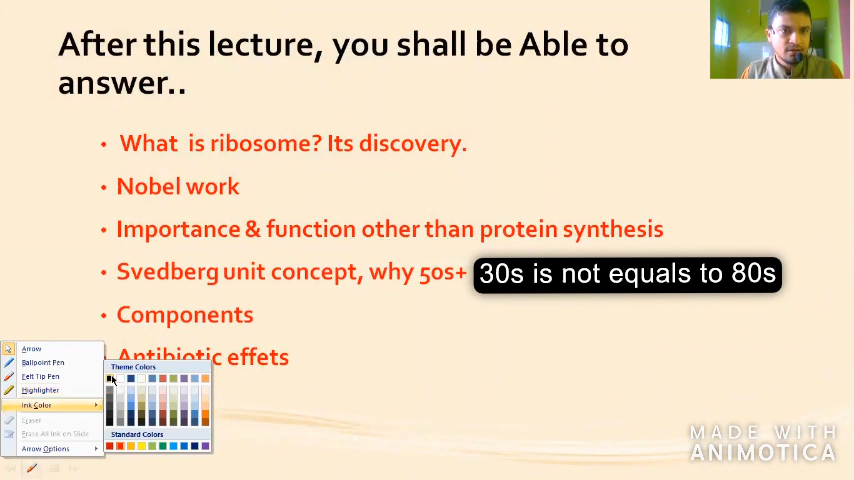 After this lecture, you shall be Able to
answer..
• What is ribosome? Its discovery.
• Nobel work
• Importance & function other than protein synthesis
• Svedberg unit concept, why 50s+ 30s is not equals to 80s
• Components
• Antibiotic effets
Arrow
Ballpoint Pen
Felt Tip Pen
Highlighter
Ink Color
Eraser
Erase All Ink on Slide
Arrow Options
Theme Colors
Standard Colors
MADE WITH
ANIMOTICA